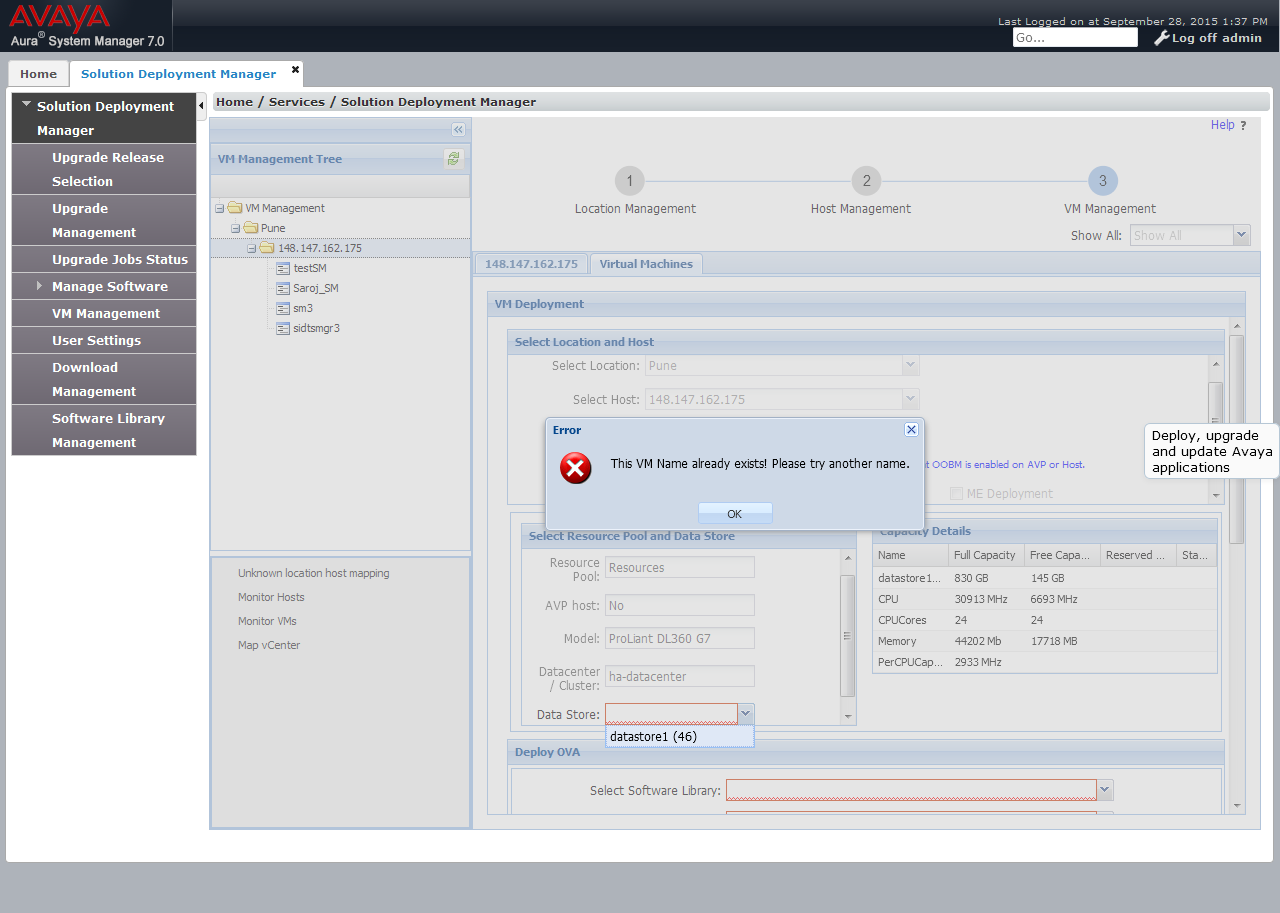 AVAYA
Aura® System Manager 7.0
Last Logged on at September 28, 2015 1:37 PM
Go...
Log off admin
Home
Solution Deployment Manager
Solution Deployment
Manager
Upgrade Release
Selection
Upgrade
Management
Upgrade Jobs Status
Manage Software
VM Management
User Settings
Download
Management
Software Library
Management
Home / Services / Solution Deployment Manager
Help ?
VM Management Tree
VM Management
Pune
148.147.162.175
testSM
Saroj_SM
sm3
sidtsmgr3
Unknown location host mapping
Monitor Hosts
Monitor VMs
Map vCenter
1
2
3
Location Management
Host Management
VM Management
Show All:
Show All
148.147.162.175
Virtual Machines
VM Deployment
Select Location and Host
Select Location:
Pune
Select Host:
148.147.162.175
OOBM is enabled on AVP or Host.
ME Deployment
Error
This VM Name already exists! Please try another name.
OK
Deploy, upgrade
and update Avaya
applications
Select Resource Pool and Data Store
Resource
Pool:
Resources
AVP host:
No
Model:
ProLiant DL360 G7
Datacenter
/ Cluster:
ha-datacenter
Data Store:
datastore1 (46)
Capacity Details
Name Full Capacity Free Capa... Reserved ... Sta...
datastore1... 830 GB 145 GB
CPU 30913 MHz 6693 MHz
CPUCores 24 24
Memory 44202 Mb 17718 MB
PerCPUCap... 2933 MHz
Deploy OVA
Select Software Library: